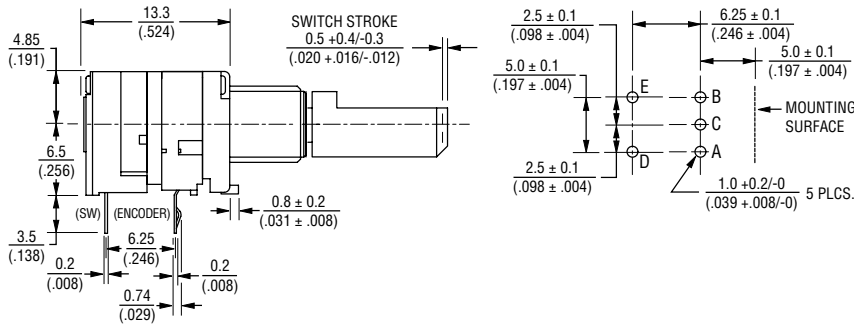 13.3
(.524)
SWITCH STROKE
0.5 +0.4/-0.3
(.020 +.016/-.012)
4.85
(.191)
6.5
(.256)
(SW)
(ENCODER)
0.8 ± 0.2
(.031 ± .008)
3.5
(.138)
6.25
(.246)
0.2
(.008)
0.2
(.008)
0.74
(.029)
2.5 ± 0.1
(.098 ± .004)
6.25 ± 0.1
(.246 ± .004)
5.0 ± 0.1
(.197 ± .004)
5.0 ± 0.1
(.197 ± .004)
E
B
C
MOUNTING
SURFACE
D
A
2.5 ± 0.1
(.098 ± .004)
1.0 +0.2/-0
(.039 +.008/-0)
5 PLCS.